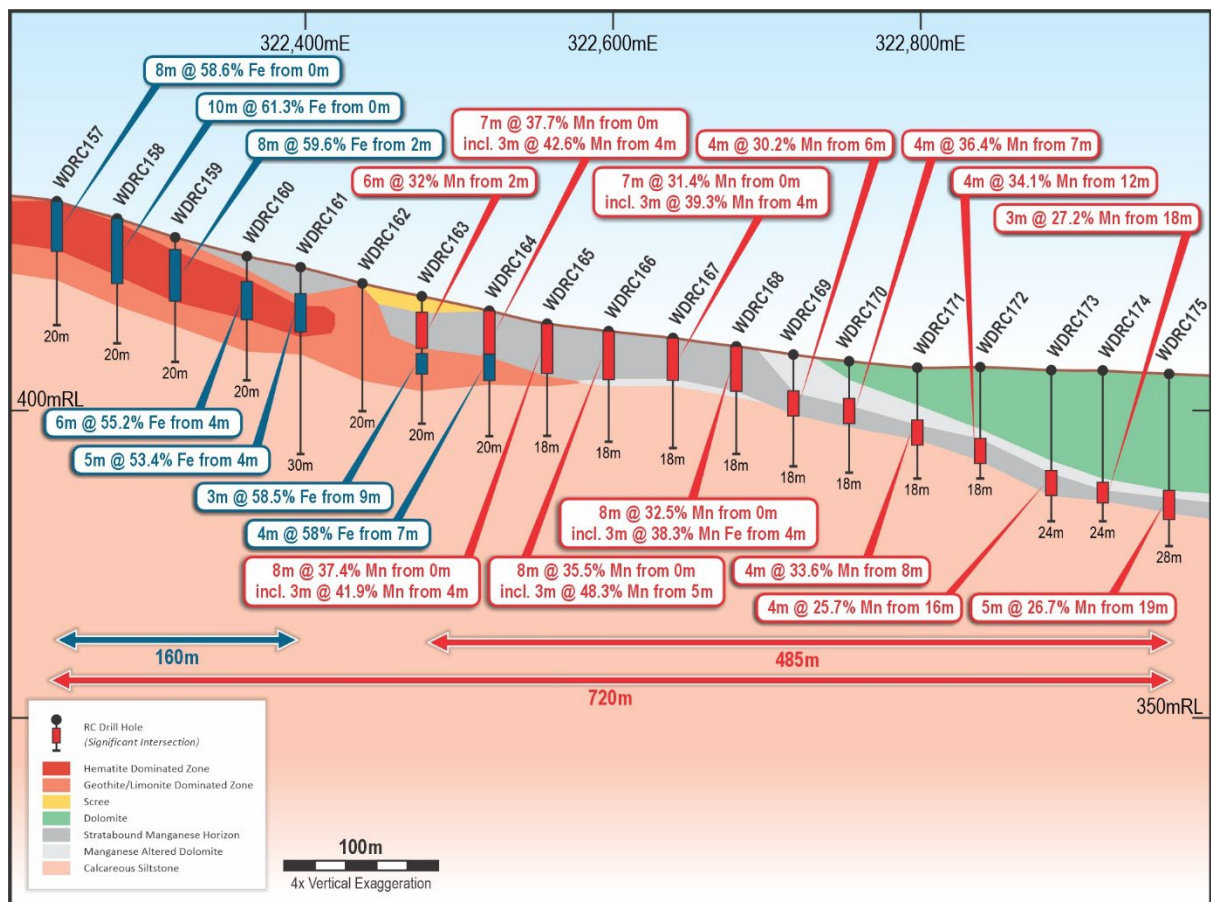 322,400mE
322,600mE
322,800mE
8m @ 58.6% Fe from 0m
10m @ 61.3% Fe from 0m
8m @ 59.6% Fe from 2m
7m @ 37.7% Mn from 0m
incl. 3m @ 42.6% Mn from 4m
6m @ 32% Mn from 2m
4m @ 30.2% Mn from 6m
7m @ 31.4% Mn from 0m
incl. 3m @ 39.3% Mn from 4m
4m @ 36.4% Mn from 7m
4m @ 34.1% Mn from 12m
3m @ 27.2% Mn from 18m
WDRC157
WDRC158
WDRC159
WDRC160
WDRC161
WDRC162
WDRC163
WDRC164
WDRC165
WDRC166
WDRC167
WDRC168
WDRC169
WDRC170
WDRC171
WDRC172
WDRC173
WDRC174
WDRC175
20m
20m
20m
20m
30m
20m
20m
20m
18m
18m
18m
18m
18m
18m
18m
18m
24m
24m
28m
400mRL
6m @ 55.2% Fe from 4m
5m @ 53.4% Fe from 4m
3m @ 58.5% Fe from 9m
4m @ 58% Fe from 7m
8m @ 37.4% Mn from 0m
incl. 3m @ 41.9% Mn from 4m
8m @ 35.5% Mn from 0m
incl. 3m @ 48.3% Mn from 5m
8m @ 32.5% Mn from 0m
incl. 3m @ 38.3% Mn Fe from 4m
4m @ 33.6% Mn from 8m
4m @ 25.7% Mn from 16m
5m @ 26.7% Mn from 19m
160m
485m
720m
350mRL
RC Drill Hole
(Significant Intersection)
Hematite Dominated Zone
Geothite/Limonite Dominated Zone
Scree
Dolomite
Stratabound Manganese Horizon
Manganese Altered Dolomite
Calcareous Siltstone
100m
4x Vertical Exaggeration